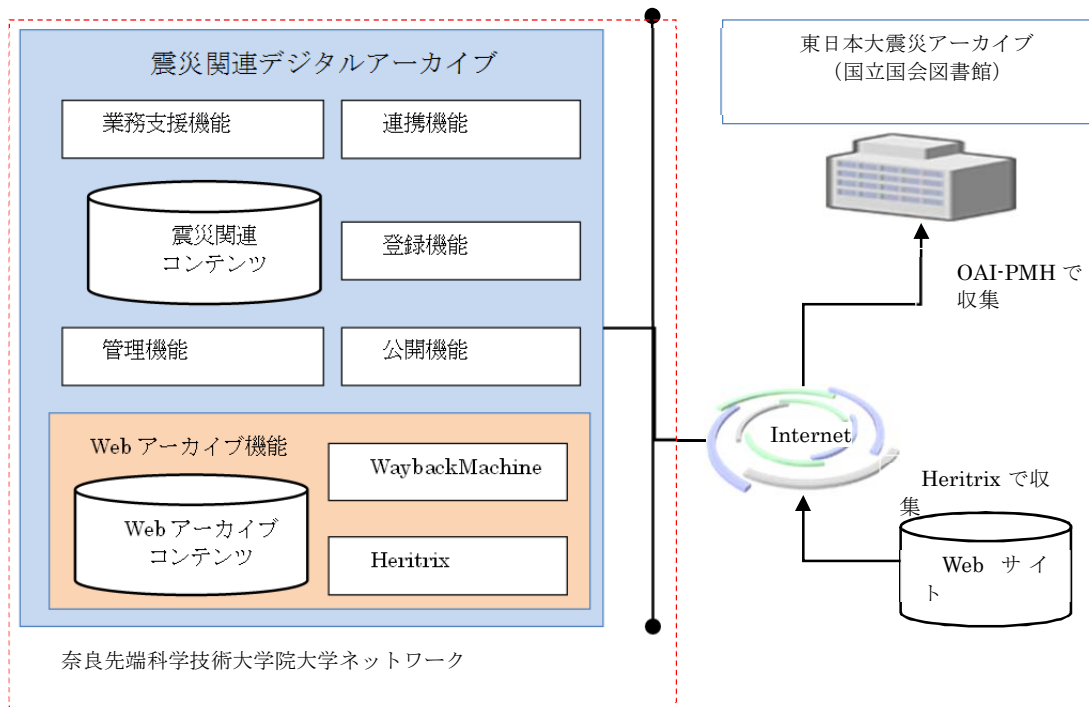 震災関連デジタルアーカイブ
業務支援機能
連携機能
震災関連
コンテンツ
登録機能
管理機能
公開機能
Web アーカイブ機能
WaybackMachine
Web アーカイブ
コンテンツ
Heritrix
奈良先端科学技術大学院大学ネットワーク
東日本大震災アーカイブ
（国立国会図書館）
OAI-PMH で
収集
Internet
Heritrix で収
集
Web サイ
ト